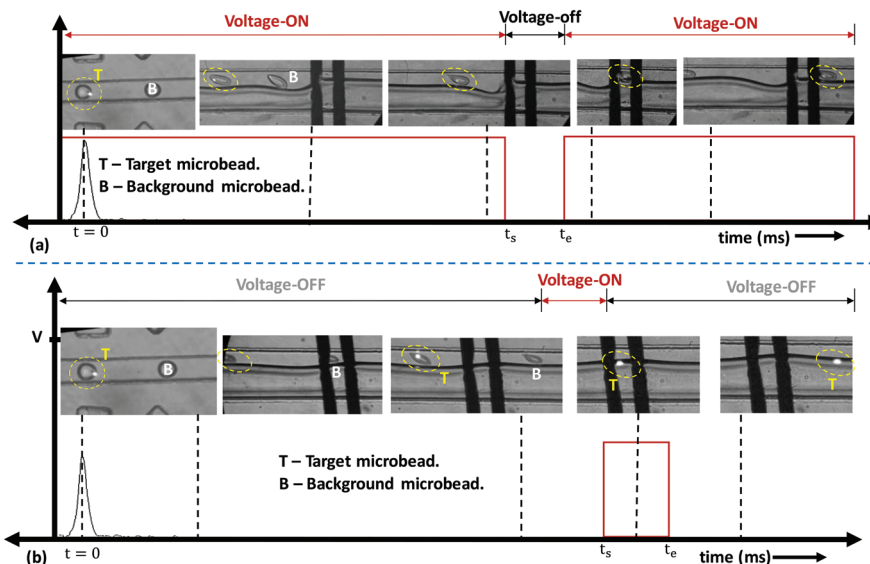 Voltage-ON
Voltage-off
Voltage-ON
T
B
B
T – Target microbead.
B – Background microbead.
t = 0
ts
te
time (ms)
(a)
Voltage-OFF
Voltage-ON
Voltage-OFF
V
T
B
B
T
B
T
T
T – Target microbead.
B – Background microbead.
t = 0
ts
te
time (ms)
(b)